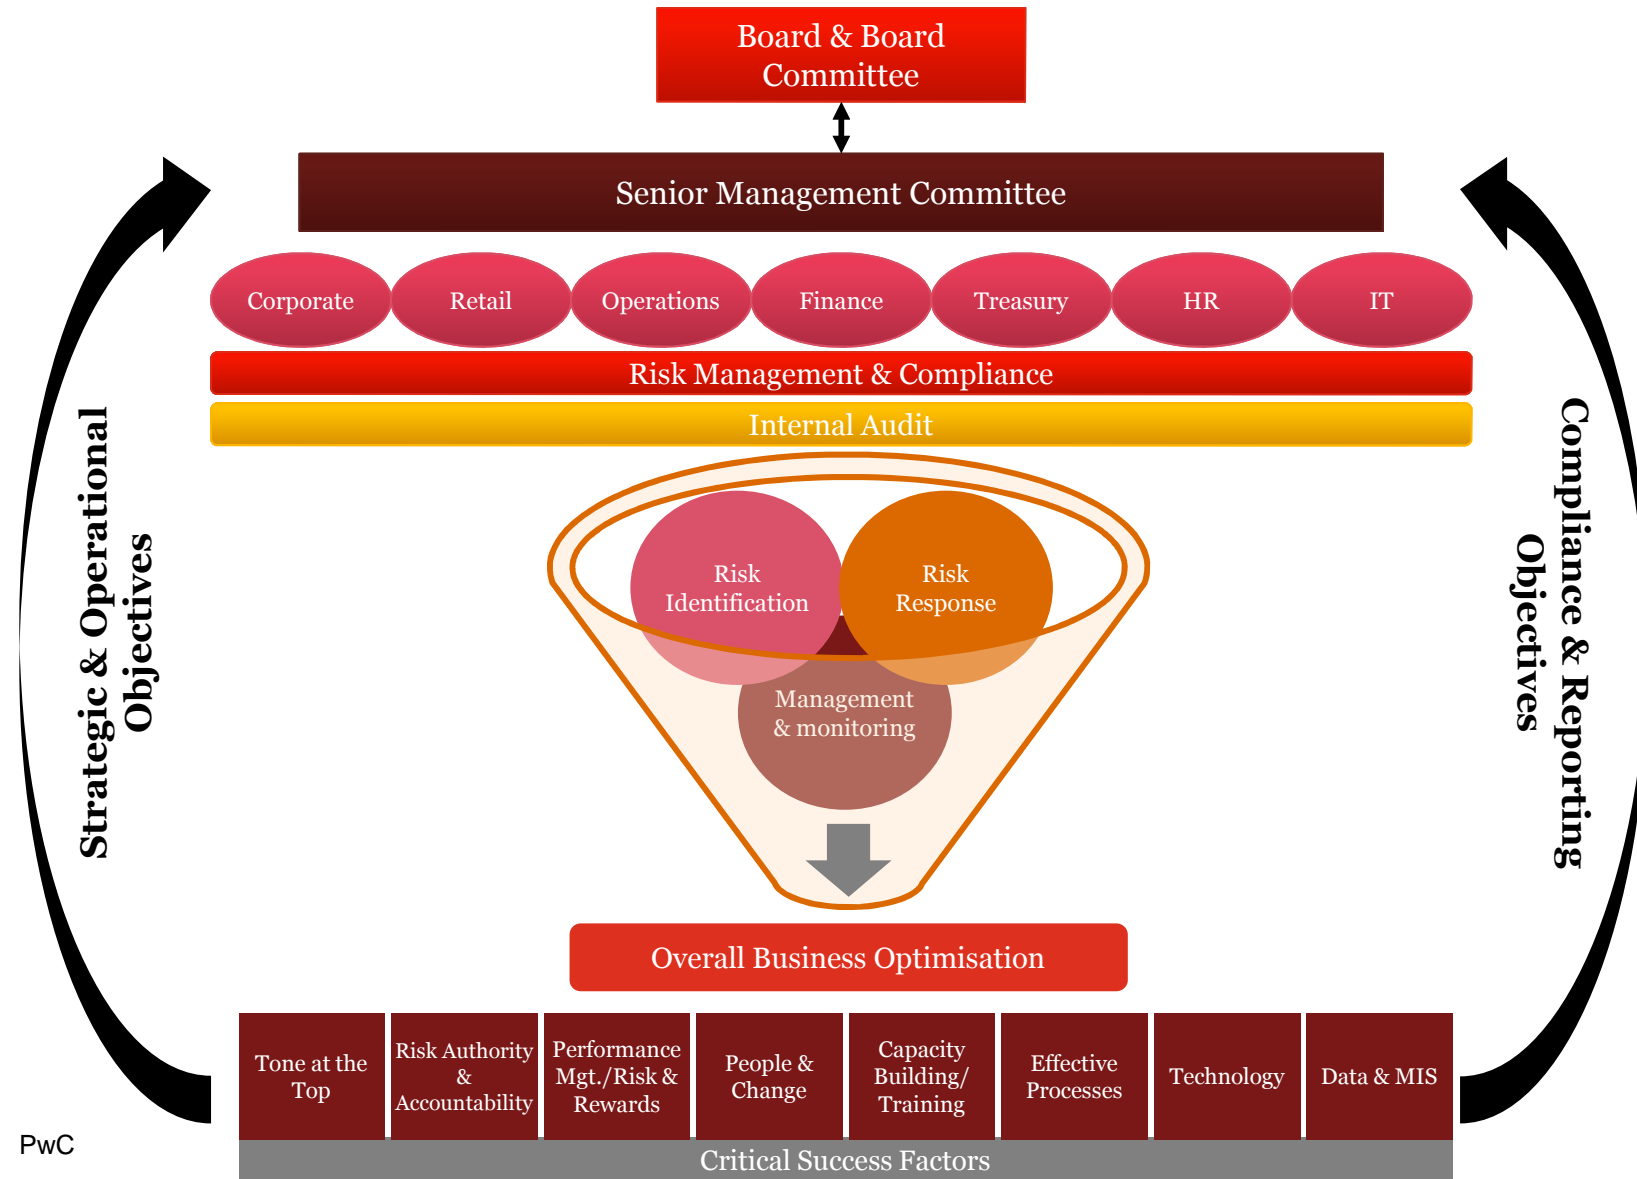 Board & Board
Committee
Senior Management Committee
Corporate
Retail
Operations
Finance
Treasury
HR
IT
Risk Management & Compliance
Internal Audit
Strategic & Operational
Objectives
Compliance & Reporting
Objectives
Risk
Identification
Risk
Response
Management
& monitoring
Overall Business Optimisation
Tone at the
Top
Risk Authority
&
Accountability
Performance
Mgt./Risk &
Rewards
People &
Change
Capacity
Building/
Training
Effective
Processes
Technology
Data & MIS
Critical Success Factors
PwC